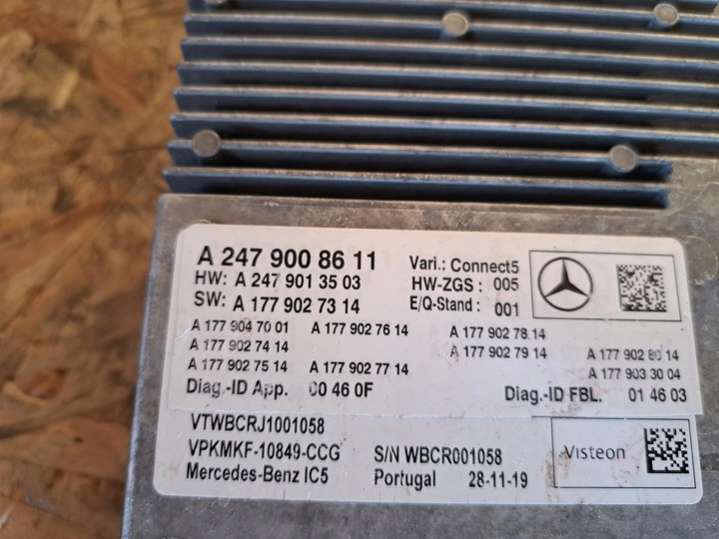 A 247 900 86 11
HW: A 247 901 35 03
SW: A 177 902 73 14
Vari.: Connect5
HW-ZGS : 005
E/Q-Stand : 001
A 177 904 70 01 A 177 902 76 14 A 177 902 78 14
A 177 902 74 14 A 177 902 79 14 A 177 902 80 14
A 177 902 75 14 A 177 902 77 14 A 177 903 30 04
Diag.-ID App. 00 46 0F Diag.-ID FBL. 01 46 03
VTWBCRJ1001058
VPKMKF-10849-CCG S/N WBCR001058
Mercedes-Benz IC5 Portugal 28-11-19
Visteon